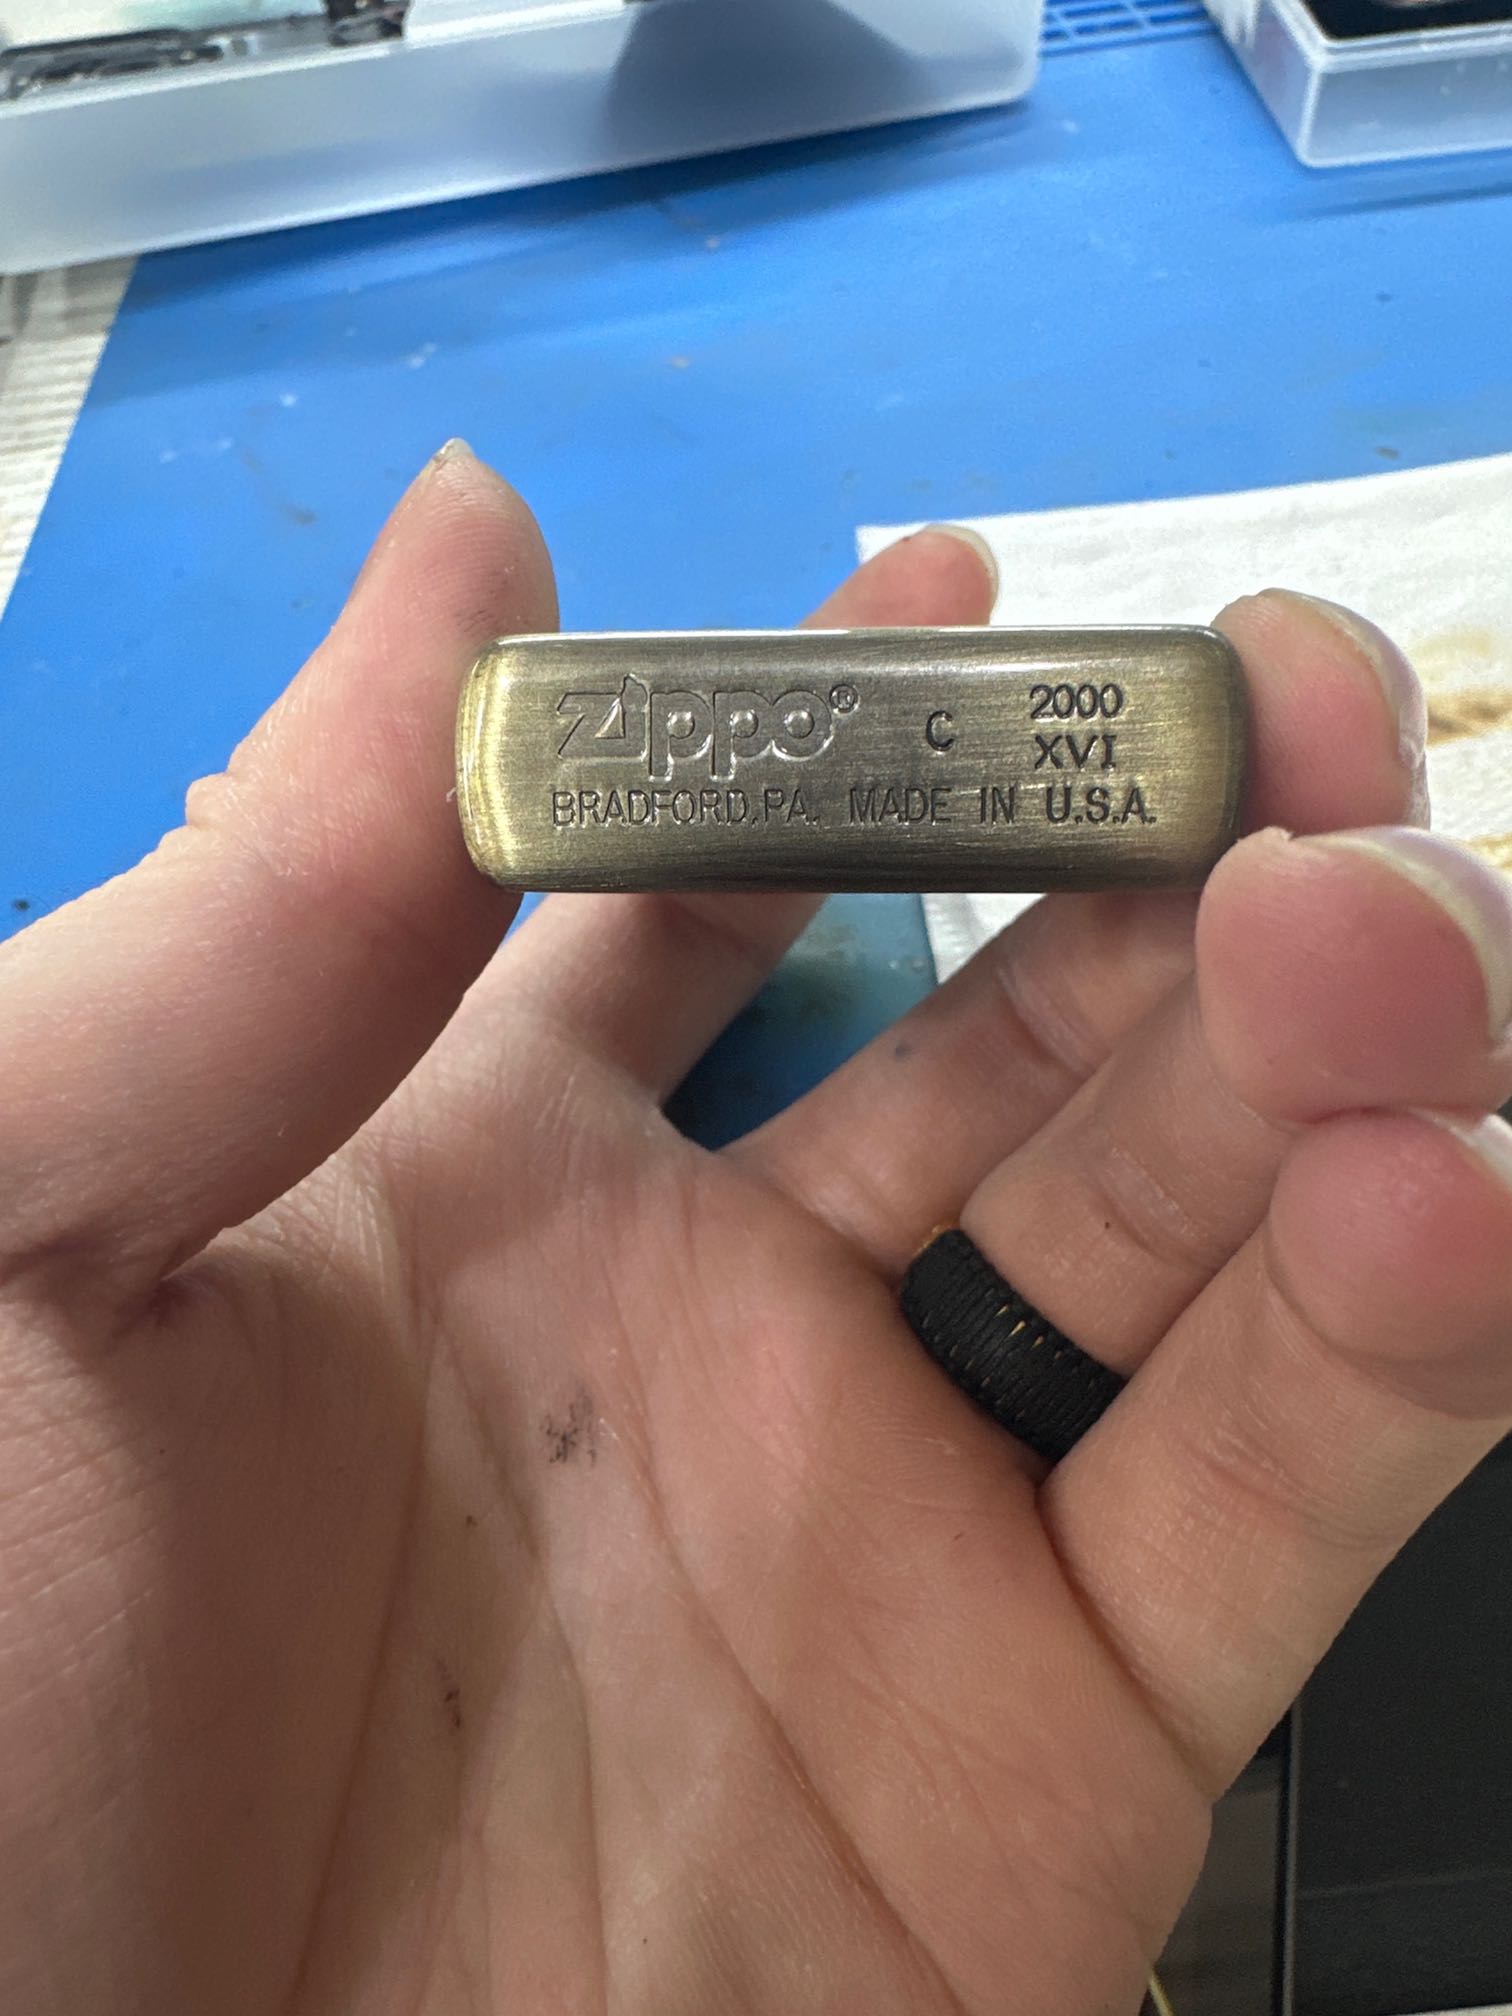 Zippo® C 2000
XVI
BRADFORD, PA. MADE IN U.S.A.